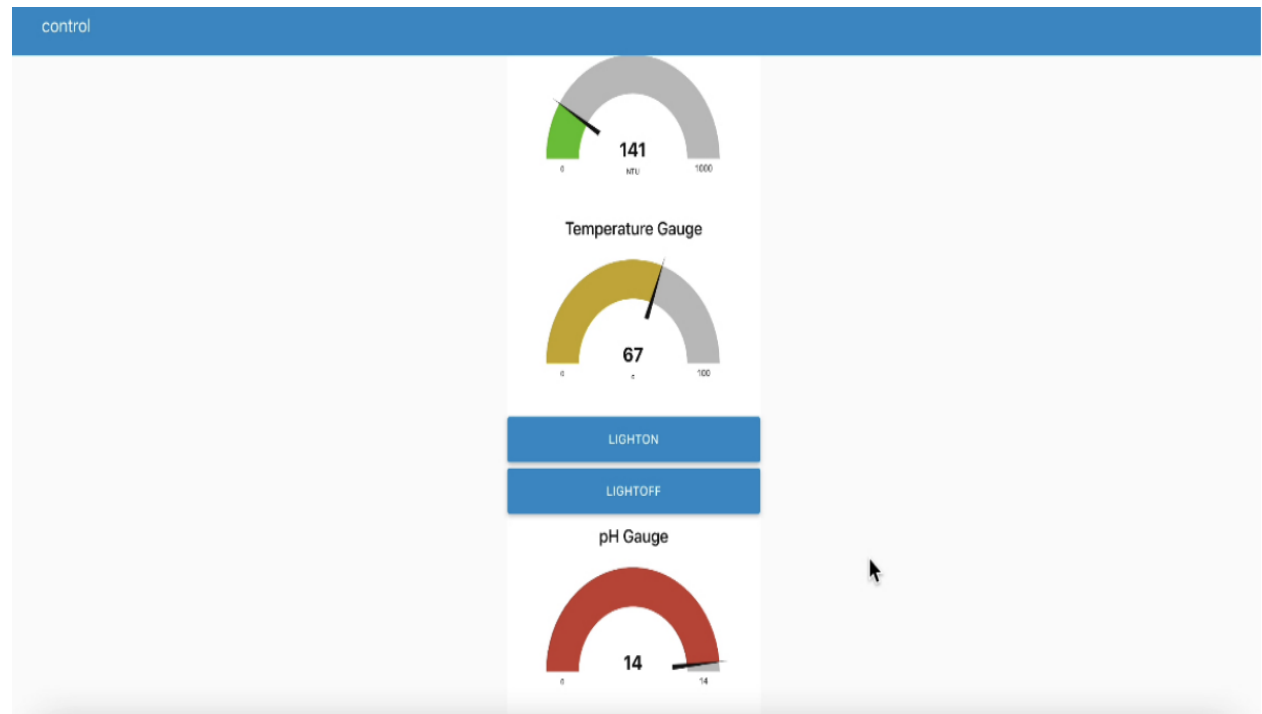 control
141
0 NTU 1000
Temperature Gauge
67
0 c 100
LIGHTON
LIGHTOFF
pH Gauge
14
0 14